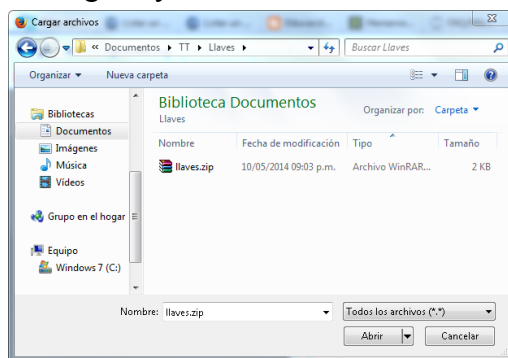 Cargar archivos
« Documentos ▸ TT ▸ Llaves ▸
Buscar Llaves
Organizar ▾ Nueva carpeta
Bibliotecas
Documentos
Imágenes
Música
Vídeos
Grupo en el hogar
Equipo
Windows 7 (C:)
Biblioteca Documentos
Llaves
Organizar por: Carpeta ▾
Nombre Fecha de modificación Tipo Tamaño
llaves.zip 10/05/2014 09:03 p.m. Archivo WinRAR... 2 KB
Nombre: llaves.zip
Todos los archivos (*.*)
Abrir Cancelar